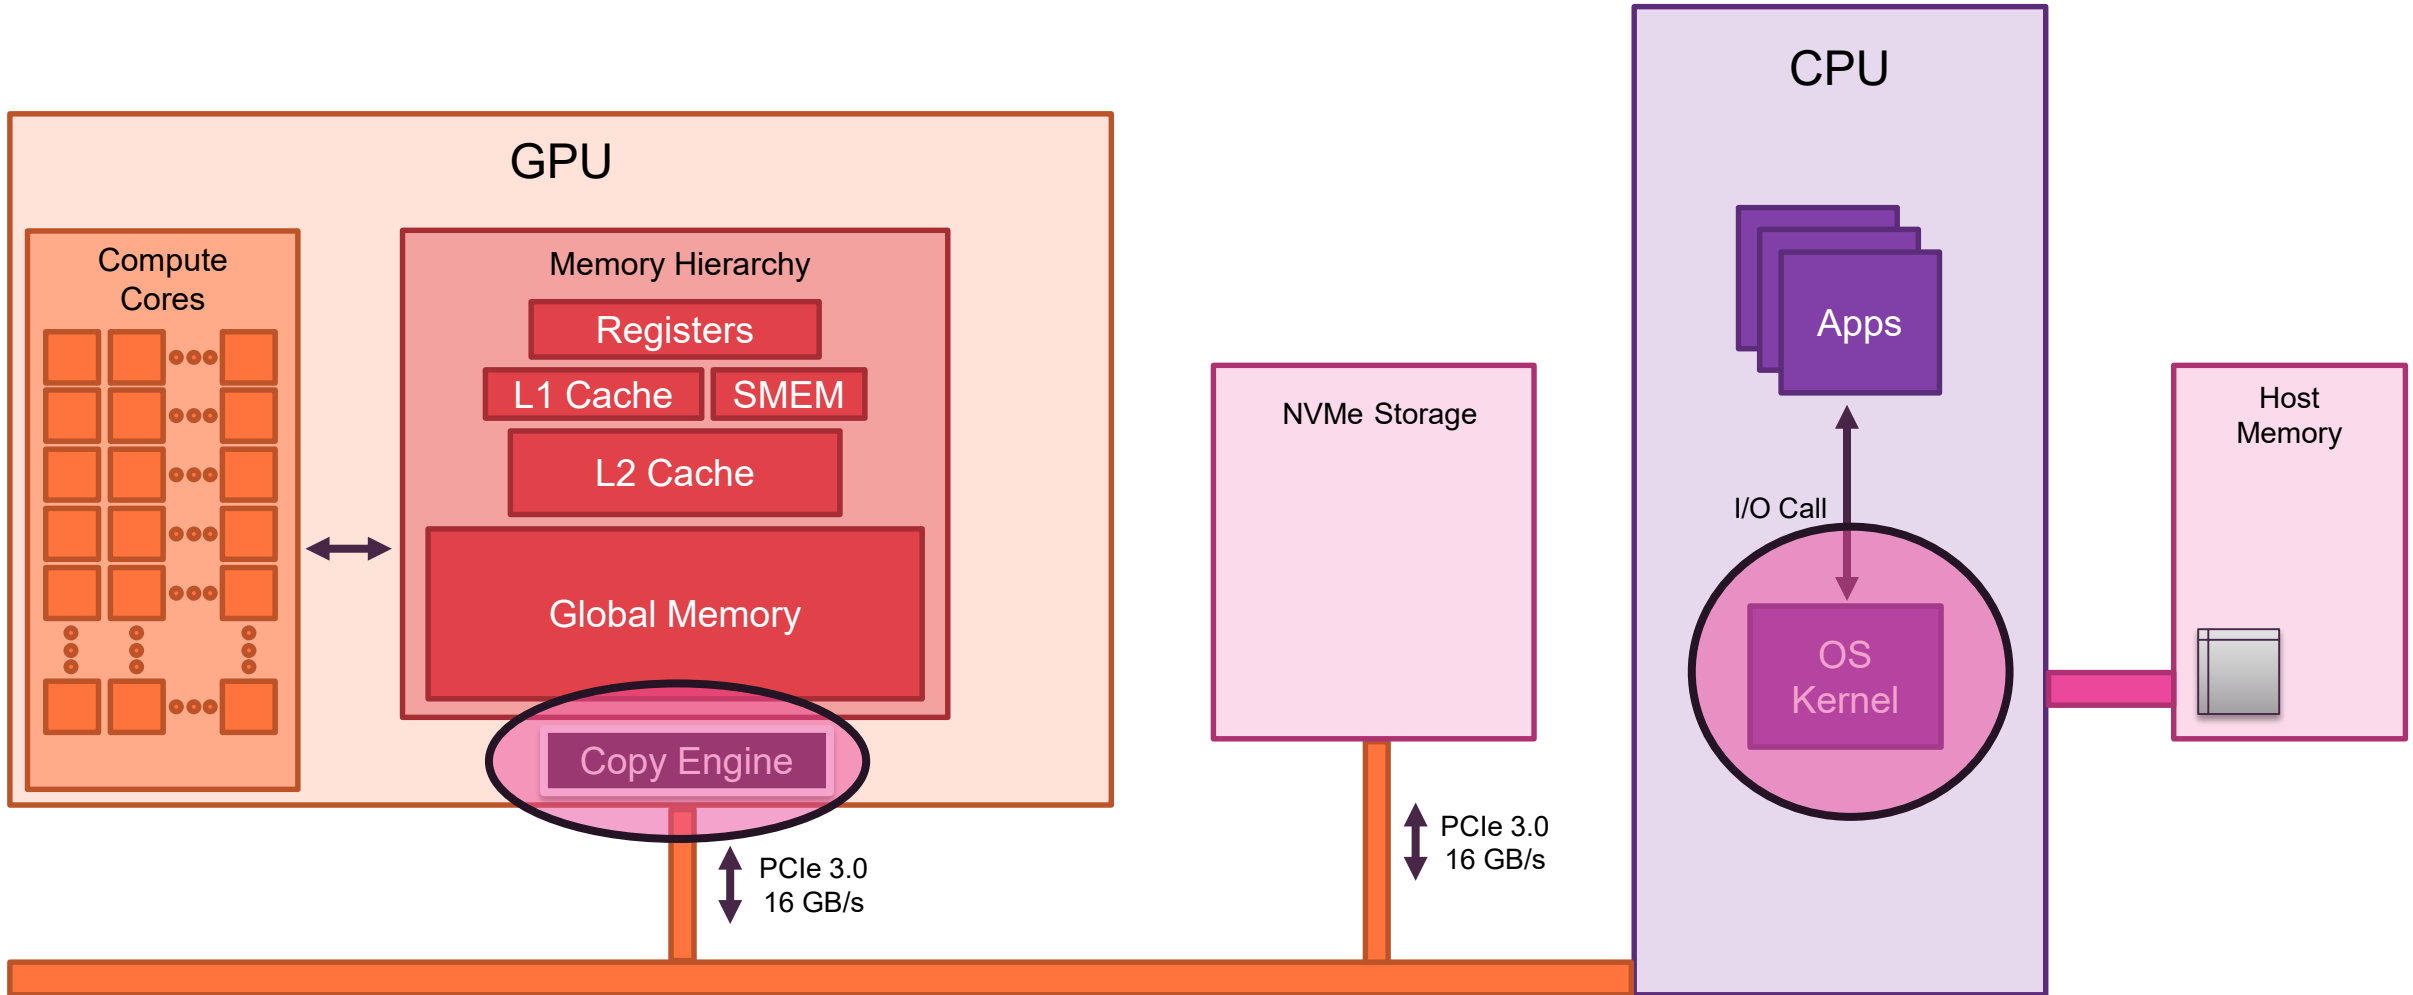 GPU
Compute
Cores
Memory Hierarchy
Registers
L1 Cache
SMEM
L2 Cache
Global Memory
Copy Engine
PCIe 3.0
16 GB/s
NVMe Storage
PCIe 3.0
16 GB/s
CPU
Apps
I/O Call
OS
Kernel
Host
Memory